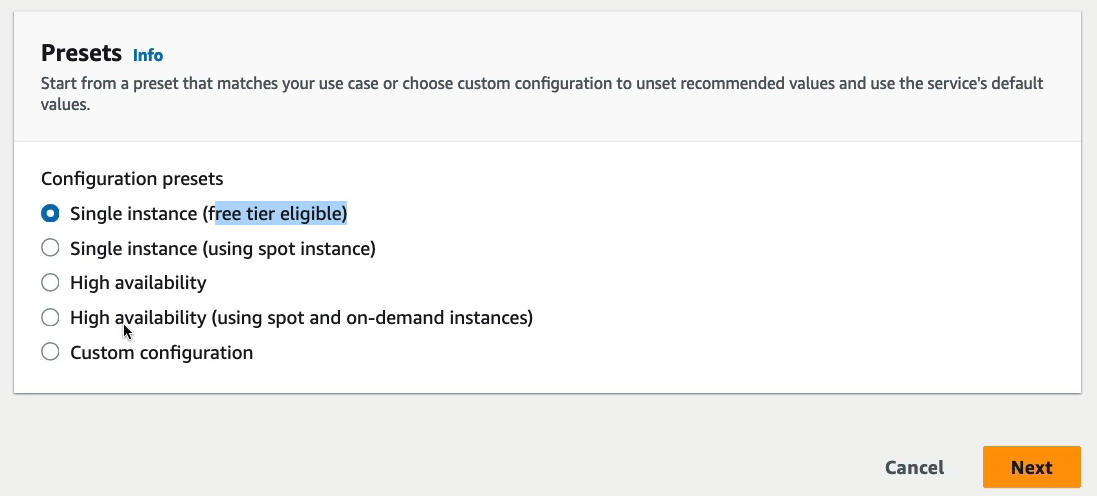 Presets Info
Start from a preset that matches your use case or choose custom configuration to unset recommended values and use the service's default
values.
Configuration presets
Single instance (free tier eligible)
Single instance (using spot instance)
High availability
High availability (using spot and on-demand instances)
Custom configuration
Cancel Next